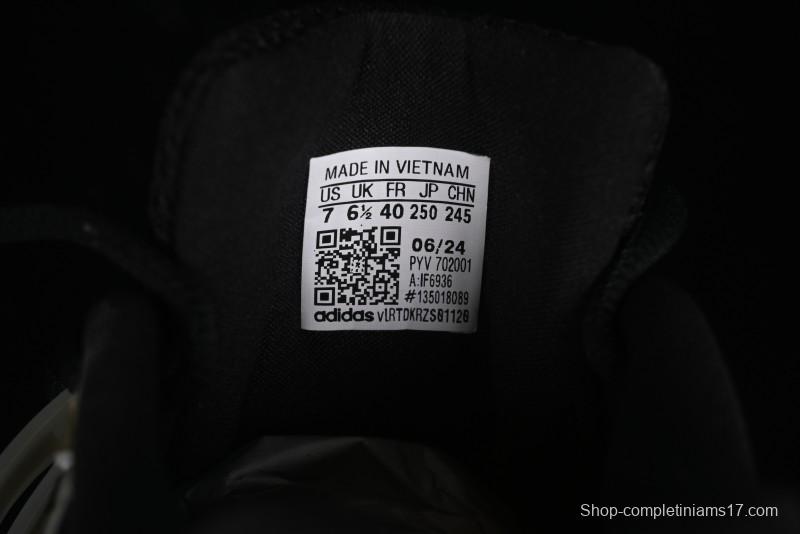 MADE IN VIETNAM
US UK FR JP CHN
7 6½ 40 250 245
06/24
PYV 702001
A:IF6936
#135018089
adidas vLRTDKRZS01120
Shop-completiniams17.com